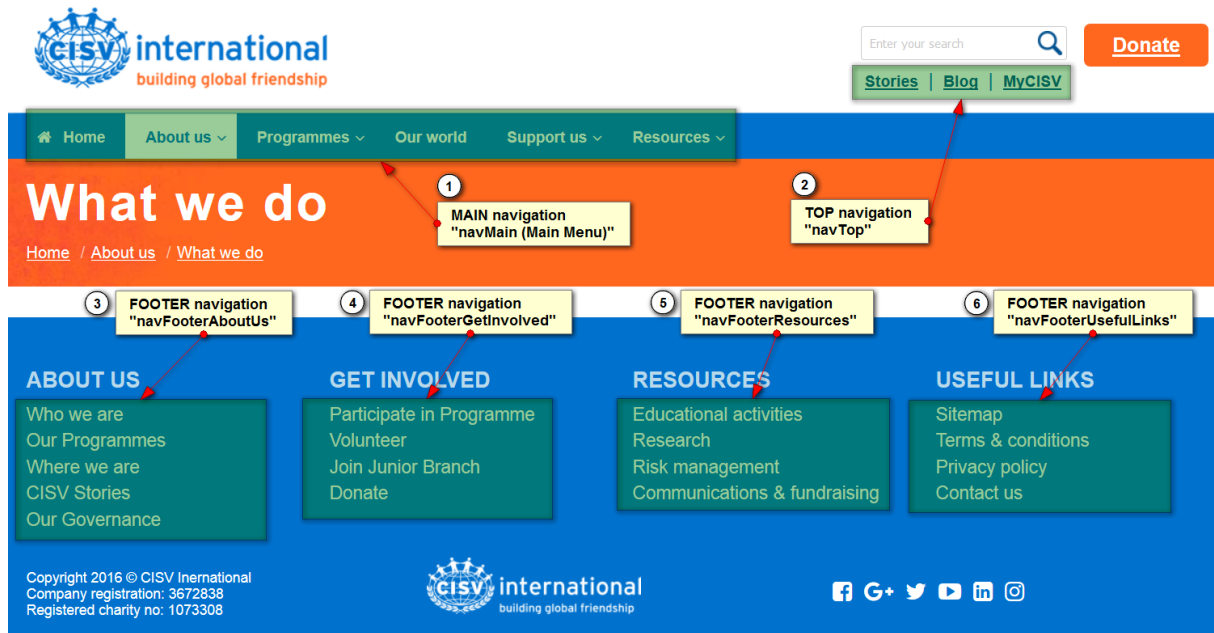 CISV international
building global friendship
Enter your search
Donate
Stories | Blog | MyCISV
Home About us Programmes Our world Support us Resources
What we do
Home / About us / What we do
1
MAIN navigation
"navMain (Main Menu)"
2
TOP navigation
"navTop"
3
FOOTER navigation
"navFooterAboutUs"
4
FOOTER navigation
"navFooterGetInvolved"
5
FOOTER navigation
"navFooterResources"
6
FOOTER navigation
"navFooterUsefulLinks"
ABOUT US
Who we are
Our Programmes
Where we are
CISV Stories
Our Governance
GET INVOLVED
Participate in Programme
Volunteer
Join Junior Branch
Donate
RESOURCES
Educational activities
Research
Risk management
Communications & fundraising
USEFUL LINKS
Sitemap
Terms & conditions
Privacy policy
Contact us
Copyright 2016 © CISV Inernational
Company registration: 3672838
Registered charity no: 1073308
CISV international
building global friendship
G+
in